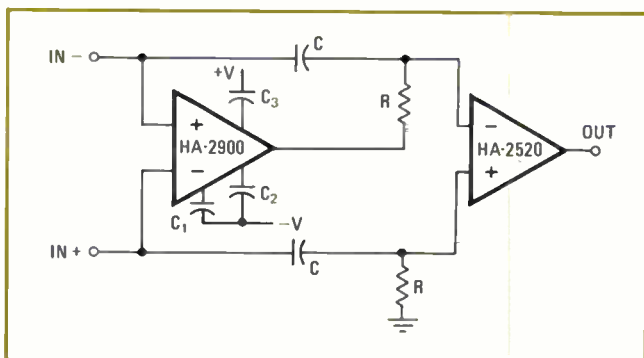 IN -
C
+V
C3
R
+
-
HA-2900
HA-2520
OUT
-
+
C1
C2
-V
IN +
C
R